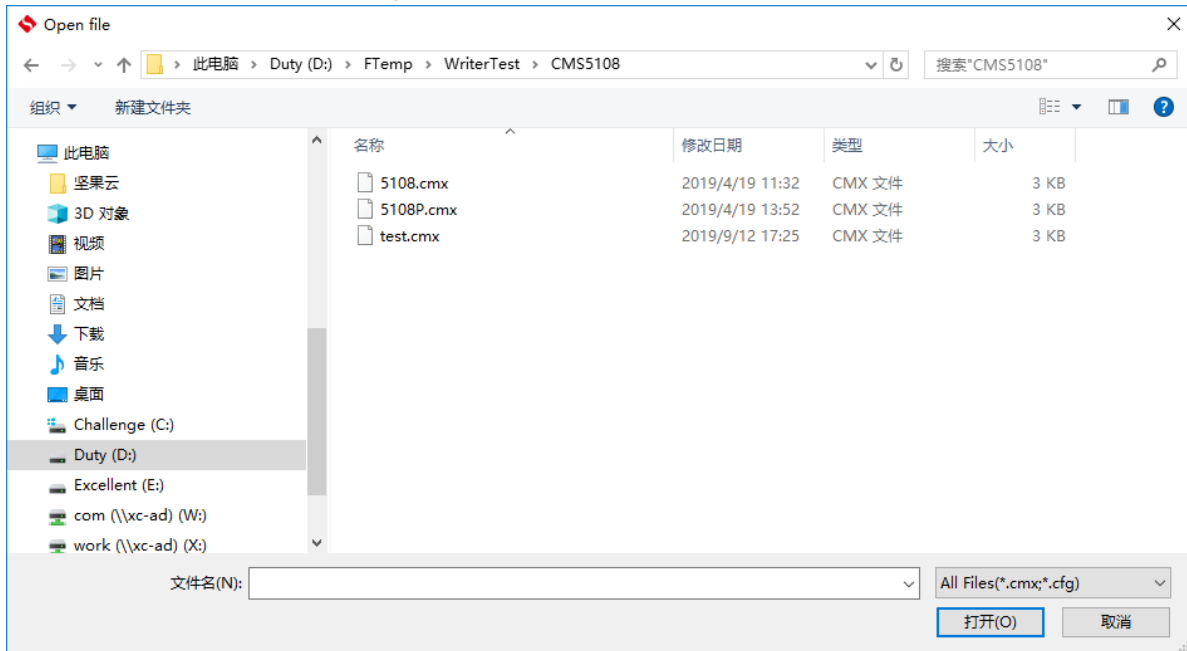 Open file
此电脑 › Duty (D:) › FTemp › WriterTest › CMS5108
搜索"CMS5108"
组织
新建文件夹
此电脑
坚果云
3D 对象
视频
图片
文档
下载
音乐
桌面
Challenge (C:)
Duty (D:)
Excellent (E:)
com (\\xc-ad) (W:)
work (\\xc-ad) (X:)
名称 修改日期 类型 大小
5108.cmx 2019/4/19 11:32 CMX 文件 3 KB
5108P.cmx 2019/4/19 13:52 CMX 文件 3 KB
test.cmx 2019/9/12 17:25 CMX 文件 3 KB
文件名(N):
All Files(*.cmx;*.cfg)
打开(O)
取消